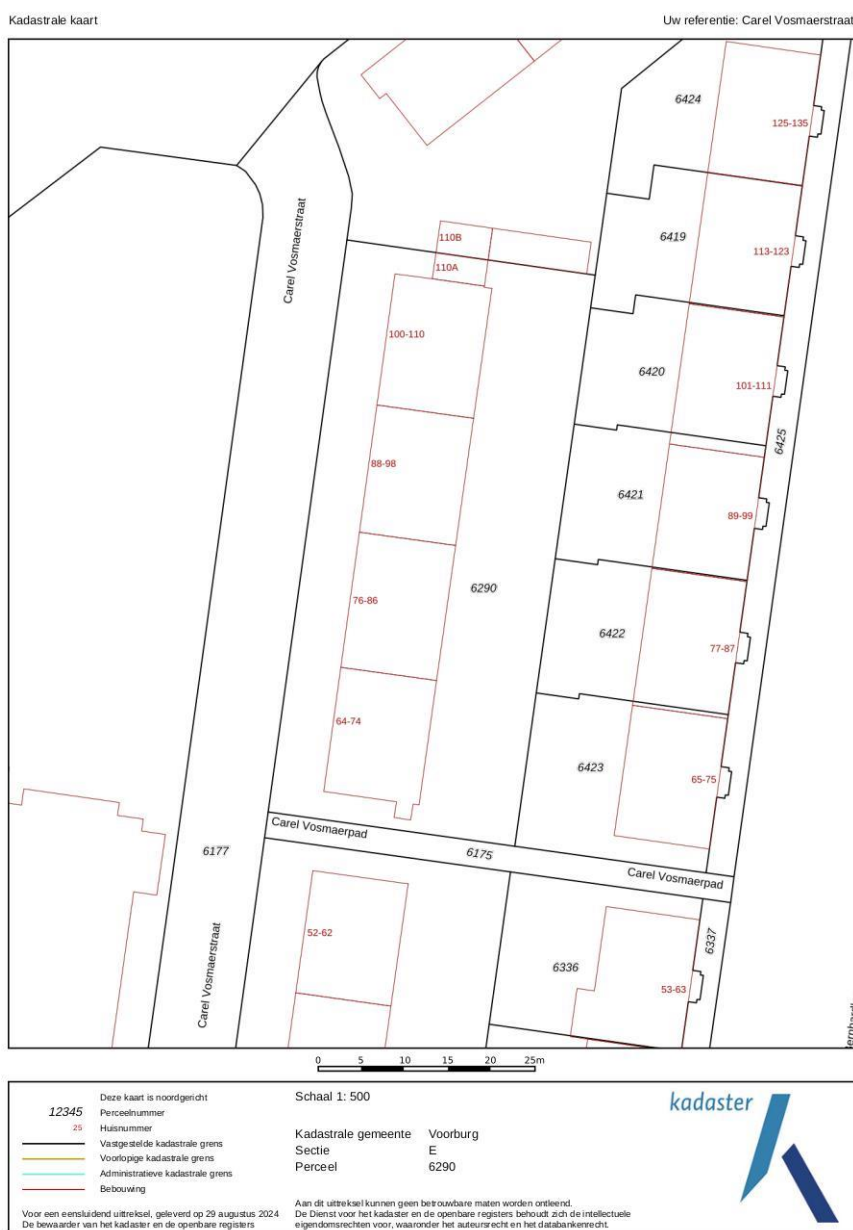 Kadastrale kaart
Uw referentie: Carel Vosmaerstraat
6424
125-135
Carel Vosmaerstraat
110B
6419
113-123
110A
100-110
6420
101-111
6425
88-98
6421
89-99
6290
76-86
6422
77-87
64-74
6423
65-75
Carel Vosmaerpad
6177
6175
Carel Vosmaerpad
52-62
Carel Vosmaerstraat
6336
6337
53-63
0 5 10 15 20 25m
Deze kaart is noordgericht
12345 Perceelnummer
25 Huisnummer
Vastgestelde kadastrale grens
Voorlopige kadastrale grens
Administratieve kadastrale grens
Bebouwing
Voor een eensluidend uittreksel, geleverd op 29 augustus 2024
De bewaarder van het kadaster en de openbare registers
Schaal 1: 500
Kadastrale gemeente Voorburg
Sectie E
Perceel 6290
Aan dit uittreksel kunnen geen betrouwbare maten worden ontleend.
De Dienst voor het kadaster en de openbare registers behoudt zich de intellectuele
eigendomsrechten voor, waaronder het auteursrecht en het databankenrecht.
kadaster